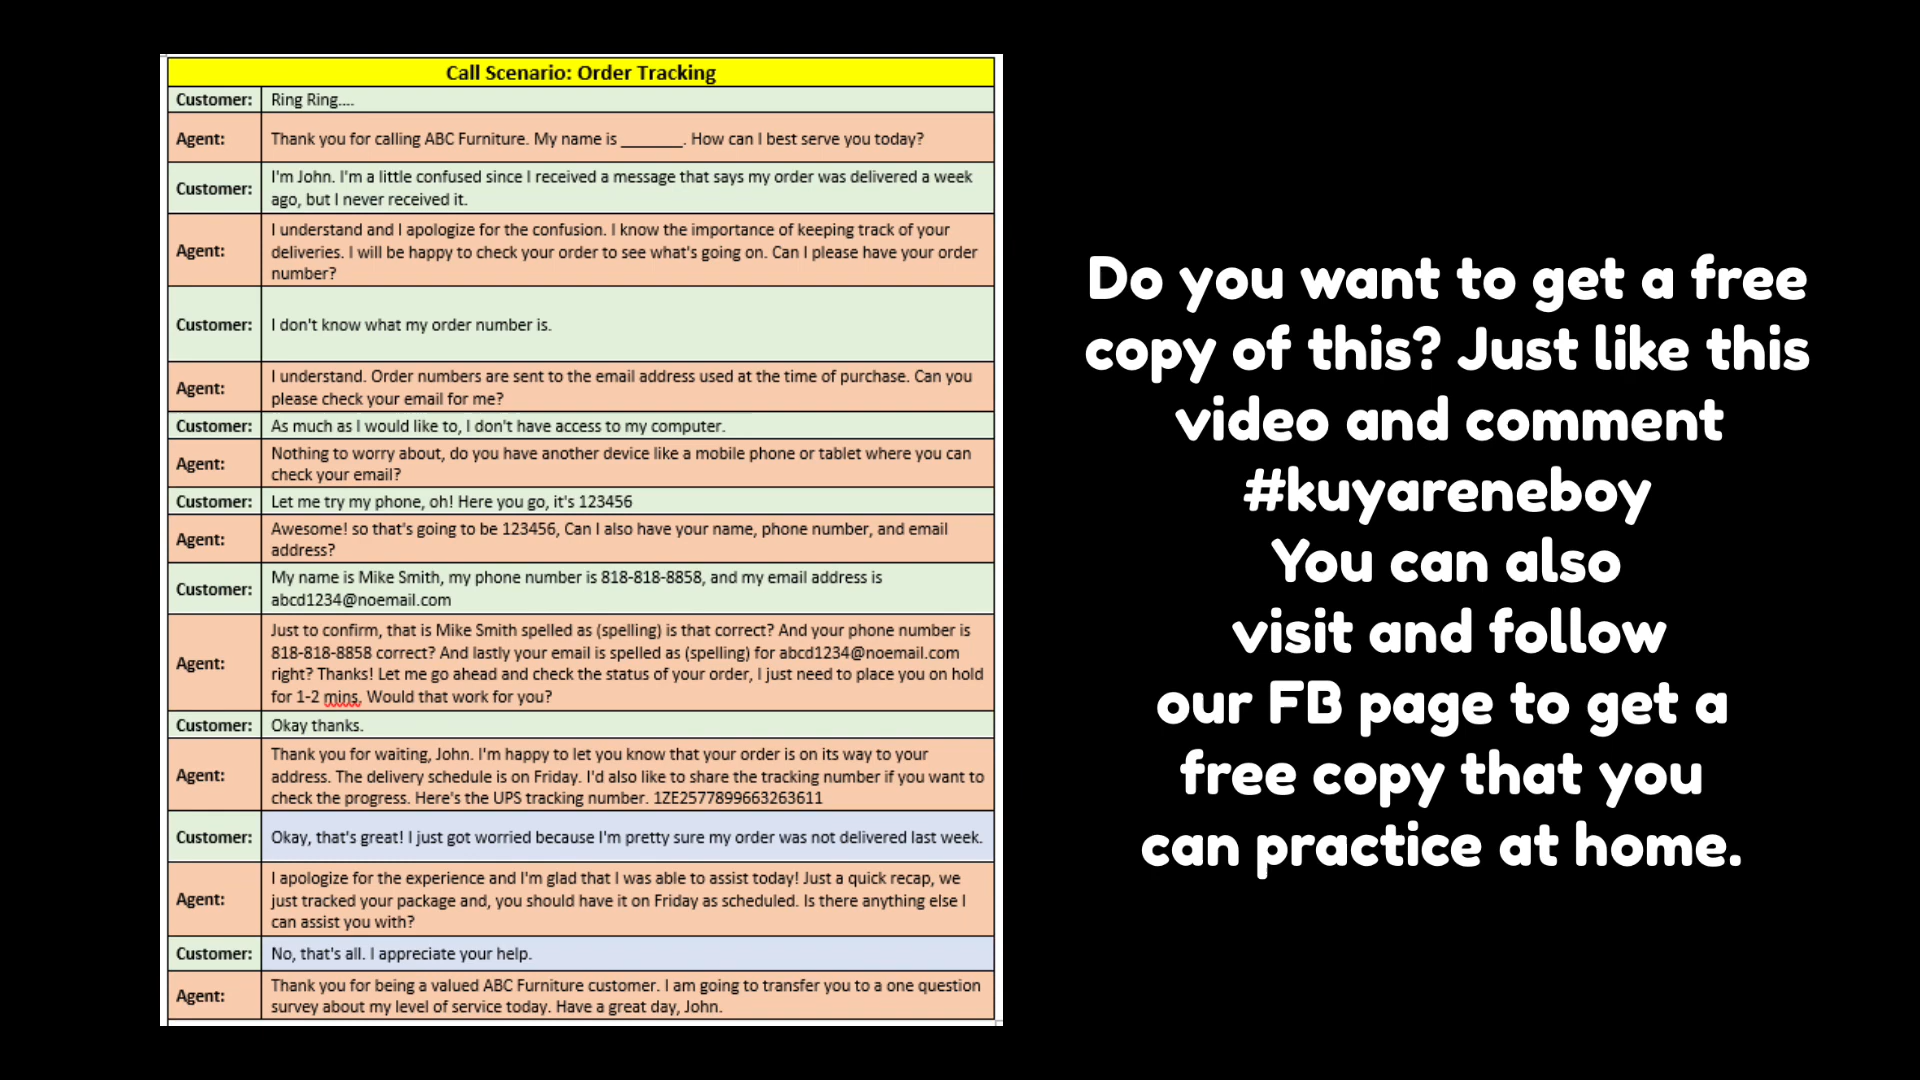 Call Scenario: Order Tracking
Customer: Ring Ring....
Agent: Thank you for calling ABC Furniture. My name is _______. How can I best serve you today?
Customer: I'm John. I'm a little confused since I received a message that says my order was delivered a week
ago, but I never received it.
Agent: I understand and I apologize for the confusion. I know the importance of keeping track of your
deliveries. I will be happy to check your order to see what's going on. Can I please have your order
number?
Customer: I don't know what my order number is.
Agent: I understand. Order numbers are sent to the email address used at the time of purchase. Can you
please check your email for me?
Customer: As much as I would like to, I don't have access to my computer.
Agent: Nothing to worry about, do you have another device like a mobile phone or tablet where you can
check your email?
Customer: Let me try my phone, oh! Here you go, it's 123456
Agent: Awesome! so that's going to be 123456, Can I also have your name, phone number, and email
address?
Customer: My name is Mike Smith, my phone number is 818-818-8858, and my email address is
abcd1234@noemail.com
Agent: Just to confirm, that is Mike Smith spelled as (spelling) is that correct? And your phone number is
818-818-8858 correct? And lastly your email is spelled as (spelling) for abcd1234@noemail.com
right? Thanks! Let me go ahead and check the status of your order, I just need to place you on hold
for 1-2 mins. Would that work for you?
Customer: Okay thanks.
Agent: Thank you for waiting, John. I'm happy to let you know that your order is on its way to your
address. The delivery schedule is on Friday. I'd also like to share the tracking number if you want to
check the progress. Here's the UPS tracking number. 1ZE2577899663263611
Customer: Okay, that's great! I just got worried because I'm pretty sure my order was not delivered last week.
Agent: I apologize for the experience and I'm glad that I was able to assist today! Just a quick recap, we
just tracked your package and, you should have it on Friday as scheduled. Is there anything else I
can assist you with?
Customer: No, that's all. I appreciate your help.
Agent: Thank you for being a valued ABC Furniture customer. I am going to transfer you to a one question
survey about my level of service today. Have a great day, John.
Do you want to get a free
copy of this? Just like this
video and comment
#kuyareneboy
You can also
visit and follow
our FB page to get a
free copy that you
can practice at home.